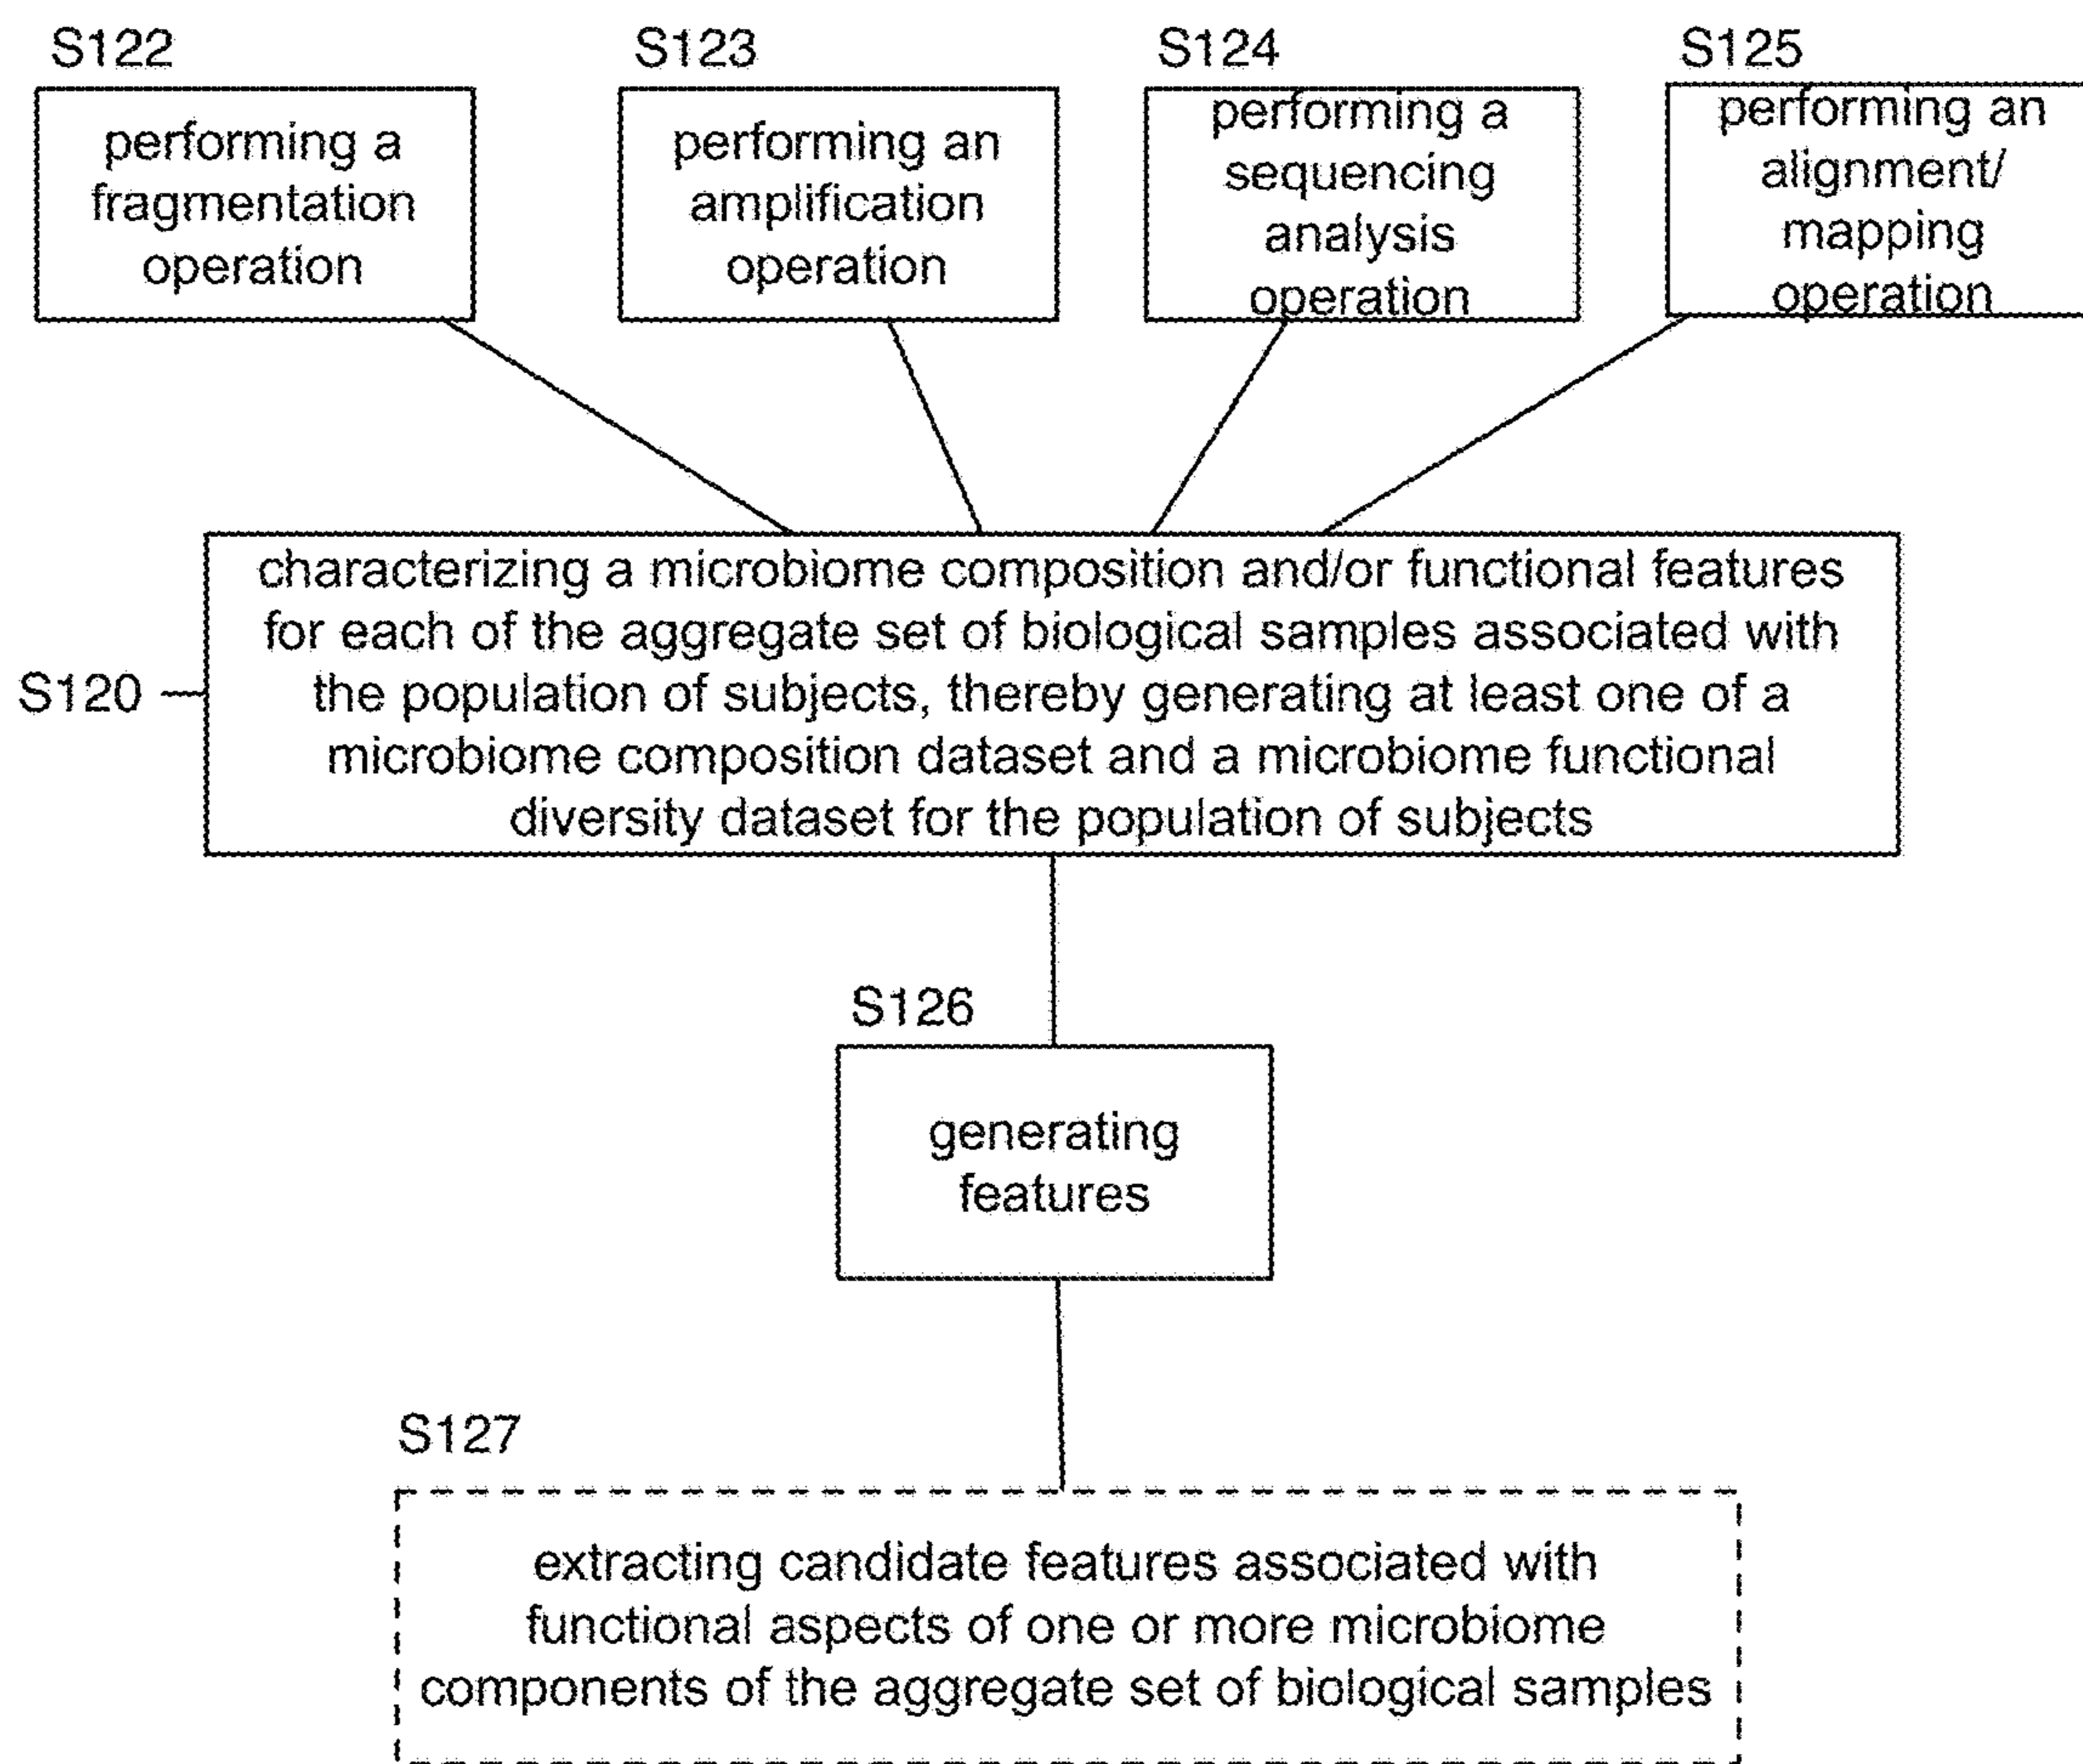 S122
performing a
fragmentation
operation
S123
performing an
amplification
operation
S124
performing a
sequencing
analysis
operation
S125
performing an
alignment/
mapping
operation
S120
characterizing a microbiome composition and/or functional features
for each of the aggregate set of biological samples associated with
the population of subjects, thereby generating at least one of a
microbiome composition dataset and a microbiome functional
diversity dataset for the population of subjects
S126
generating
features
S127
extracting candidate features associated with
functional aspects of one or more microbiome
components of the aggregate set of biological samples